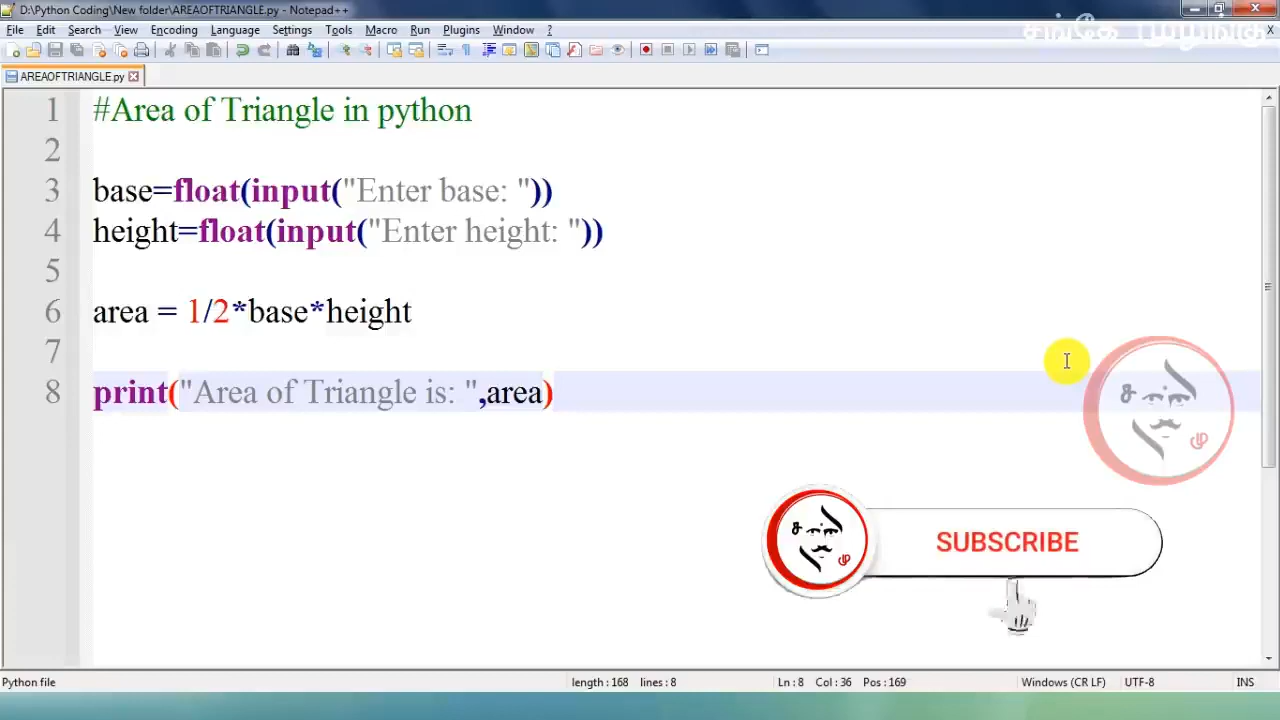 D:\Python Coding\New folder\AREAOFTRIANGLE.py - Notepad++
File Edit Search View Encoding Language Settings Tools Macro Run Plugins Window ?
AREAOFTRIANGLE.py
1 #Area of Triangle in python
2
3 base=float(input("Enter base: "))
4 height=float(input("Enter height: "))
5
6 area = 1/2*base*height
7
8 print("Area of Triangle is: ",area)
SUBSCRIBE
Python file length : 168 lines : 8 Ln : 8 Col : 36 Pos : 169 Windows (CR LF) UTF-8 INS